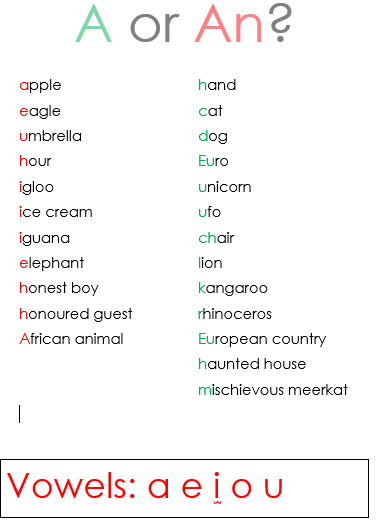 A or An?
apple
eagle
umbrella
hour
igloo
ice cream
iguana
elephant
honest boy
honoured guest
African animal
hand
cat
dog
Euro
unicorn
ufo
chair
lion
kangaroo
rhinoceros
European country
haunted house
mischievous meerkat
Vowels: a e i o u